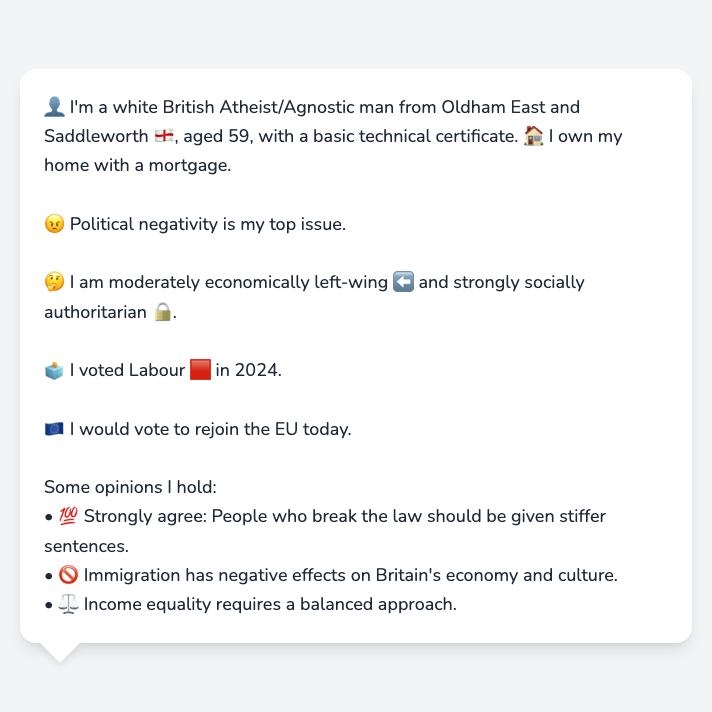 👤 I'm a white British Atheist/Agnostic man from Oldham East and
Saddleworth 🏴󠁧󠁢󠁥󠁮󠁧󠁿, aged 59, with a basic technical certificate. 🏠 I own my
home with a mortgage.
😠 Political negativity is my top issue.
🤔 I am moderately economically left-wing ⬅️ and strongly socially
authoritarian 🔒.
🗳️ I voted Labour 🟥 in 2024.
🇪🇺 I would vote to rejoin the EU today.
Some opinions I hold:
• 💯 Strongly agree: People who break the law should be given stiffer
sentences.
• 🚫 Immigration has negative effects on Britain's economy and culture.
• ⚖️ Income equality requires a balanced approach.